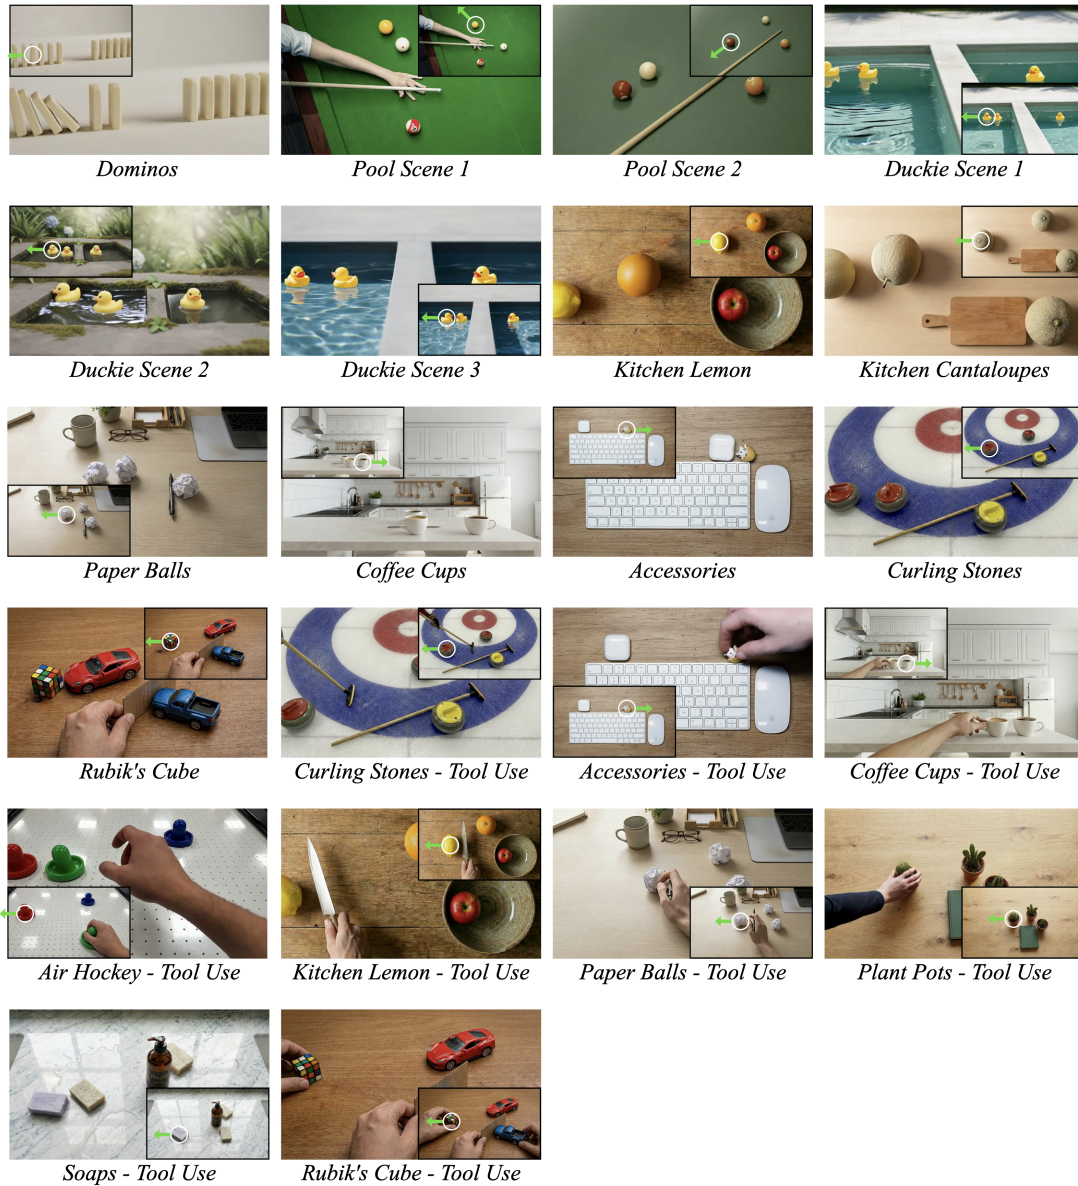 Dominos
Pool Scene 1
Pool Scene 2
Duckie Scene 1
Duckie Scene 2
Duckie Scene 3
Kitchen Lemon
Kitchen Cantaloupes
Paper Balls
Coffee Cups
Accessories
Curling Stones
Rubik's Cube
Curling Stones - Tool Use
Accessories - Tool Use
Coffee Cups - Tool Use
Air Hockey - Tool Use
Kitchen Lemon - Tool Use
Paper Balls - Tool Use
Plant Pots - Tool Use
Soaps - Tool Use
Rubik's Cube - Tool Use